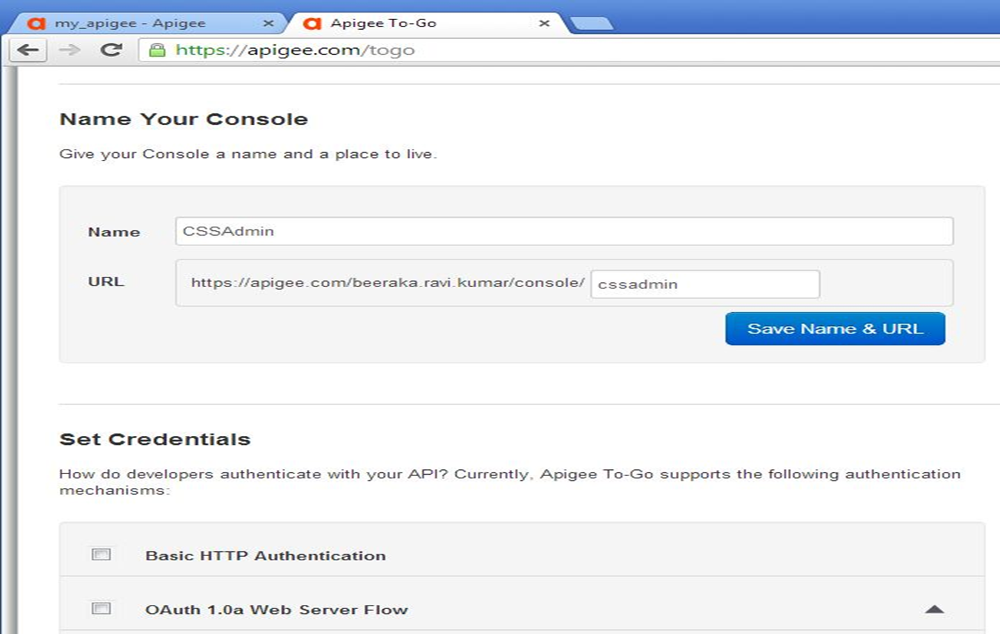 my_apigee - Apigee
Apigee To-Go
https://apigee.com/togo
Name Your Console
Give your Console a name and a place to live.
Name CSSAdmin
URL https://apigee.com/beeraka.ravi.kumar/console/ cssadmin
Save Name & URL
Set Credentials
How do developers authenticate with your API? Currently, Apigee To-Go supports the following authentication
mechanisms:
Basic HTTP Authentication
OAuth 1.0a Web Server Flow